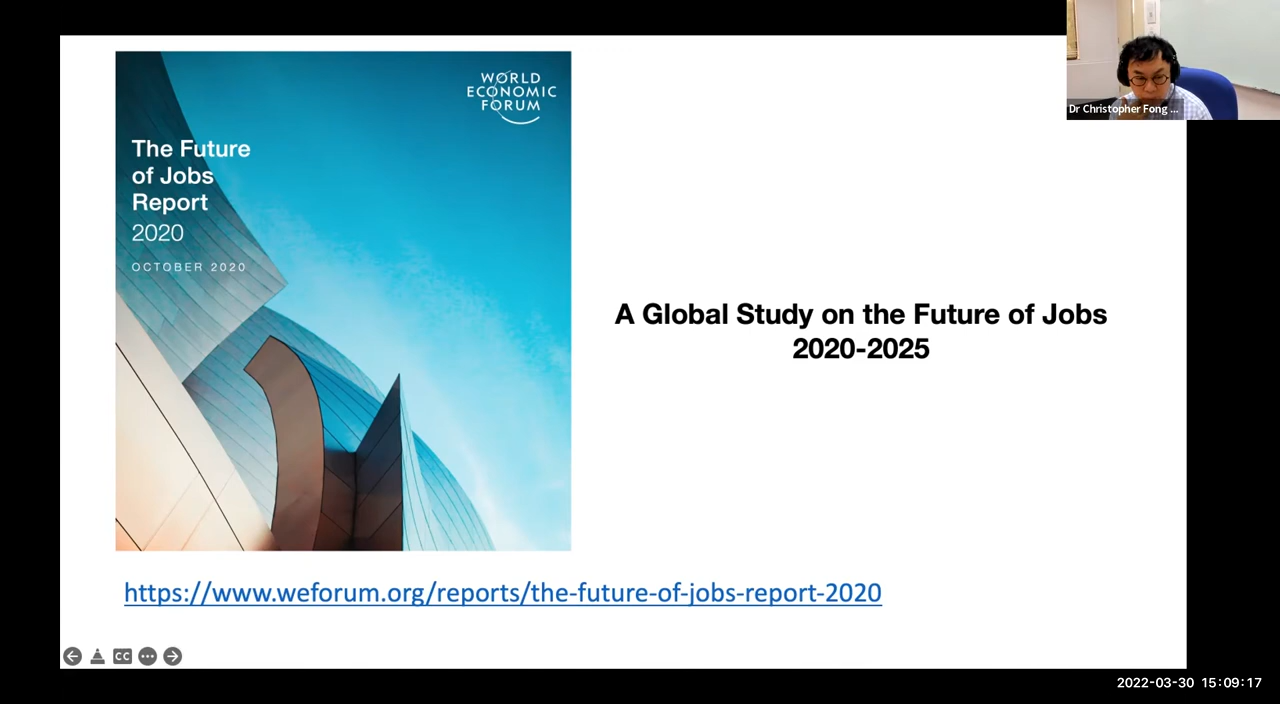 WORLD
ECONOMIC
FORUM
The Future
of Jobs
Report
2020
OCTOBER 2020
A Global Study on the Future of Jobs
2020-2025
https://www.weforum.org/reports/the-future-of-jobs-report-2020
Dr Christopher Fong ...
CC
2022-03-30 15:09:17